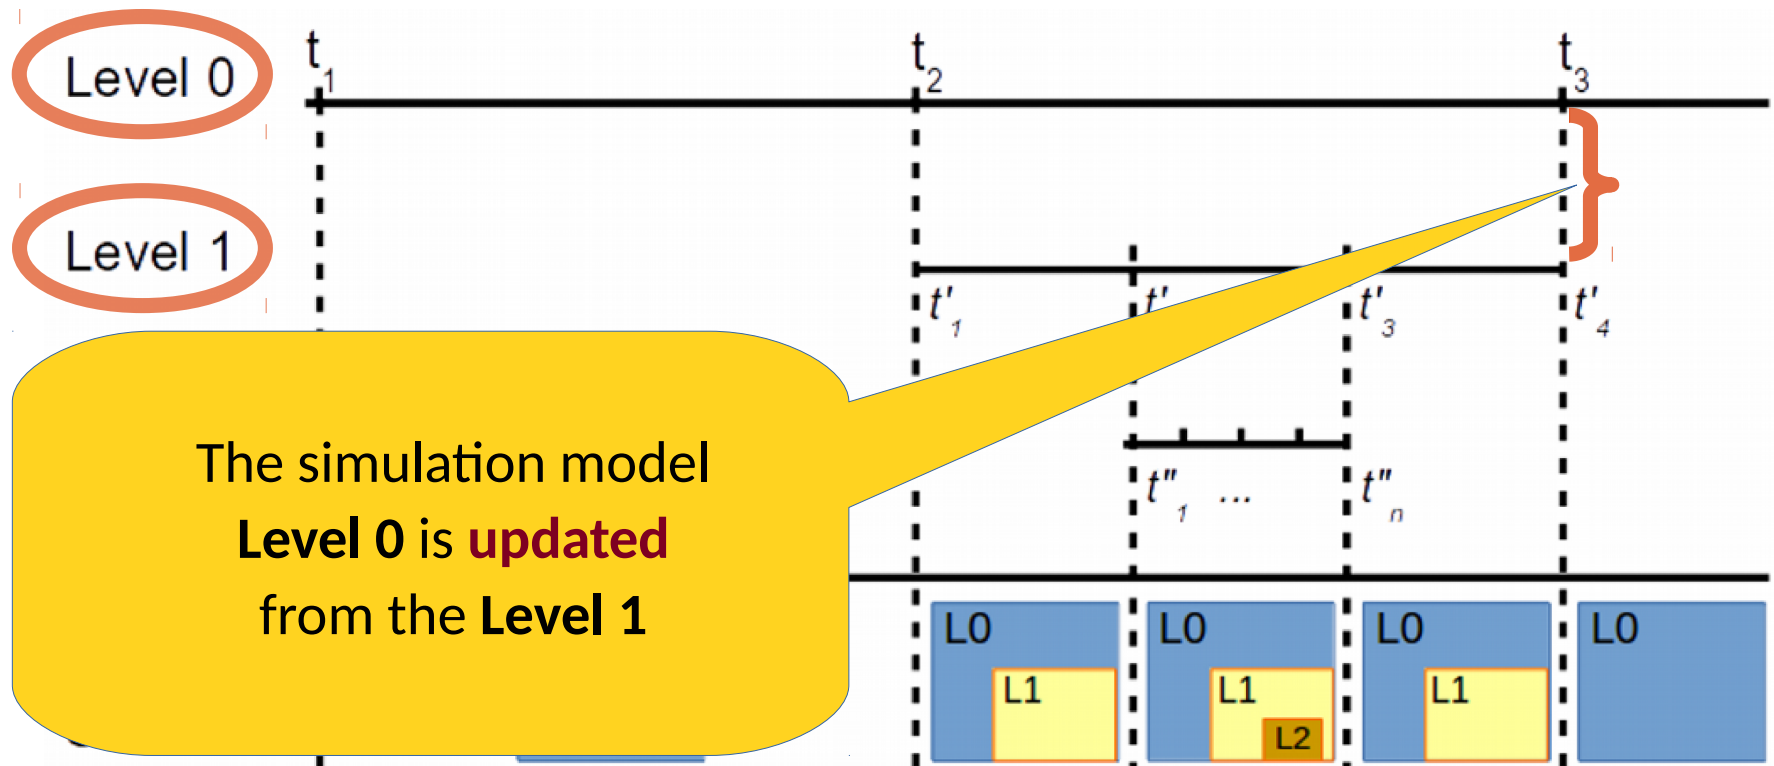 Level 0 t1 t2 t3
Level 1
t'1 t' t'3 t'4
The simulation model
Level 0 is updated
from the Level 1
t"1 ... t"n
L0 L0 L0 L0
L1 L1 L1
L2